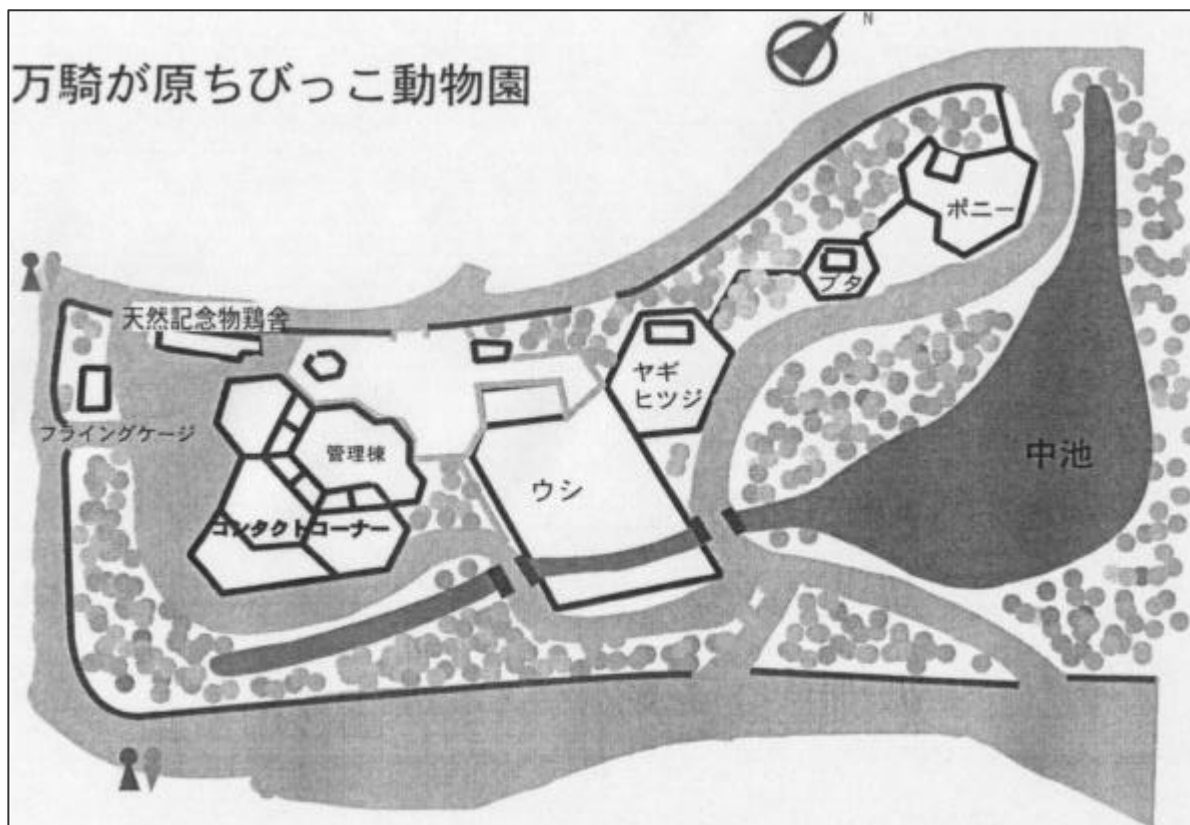 N
万騎が原ちびっこ動物園
ポニー
ブタ
天然記念物鶏舎
ヤギ
ヒツジ
フライングケージ
管理棟
中池
ウシ
コンタクトコーナー